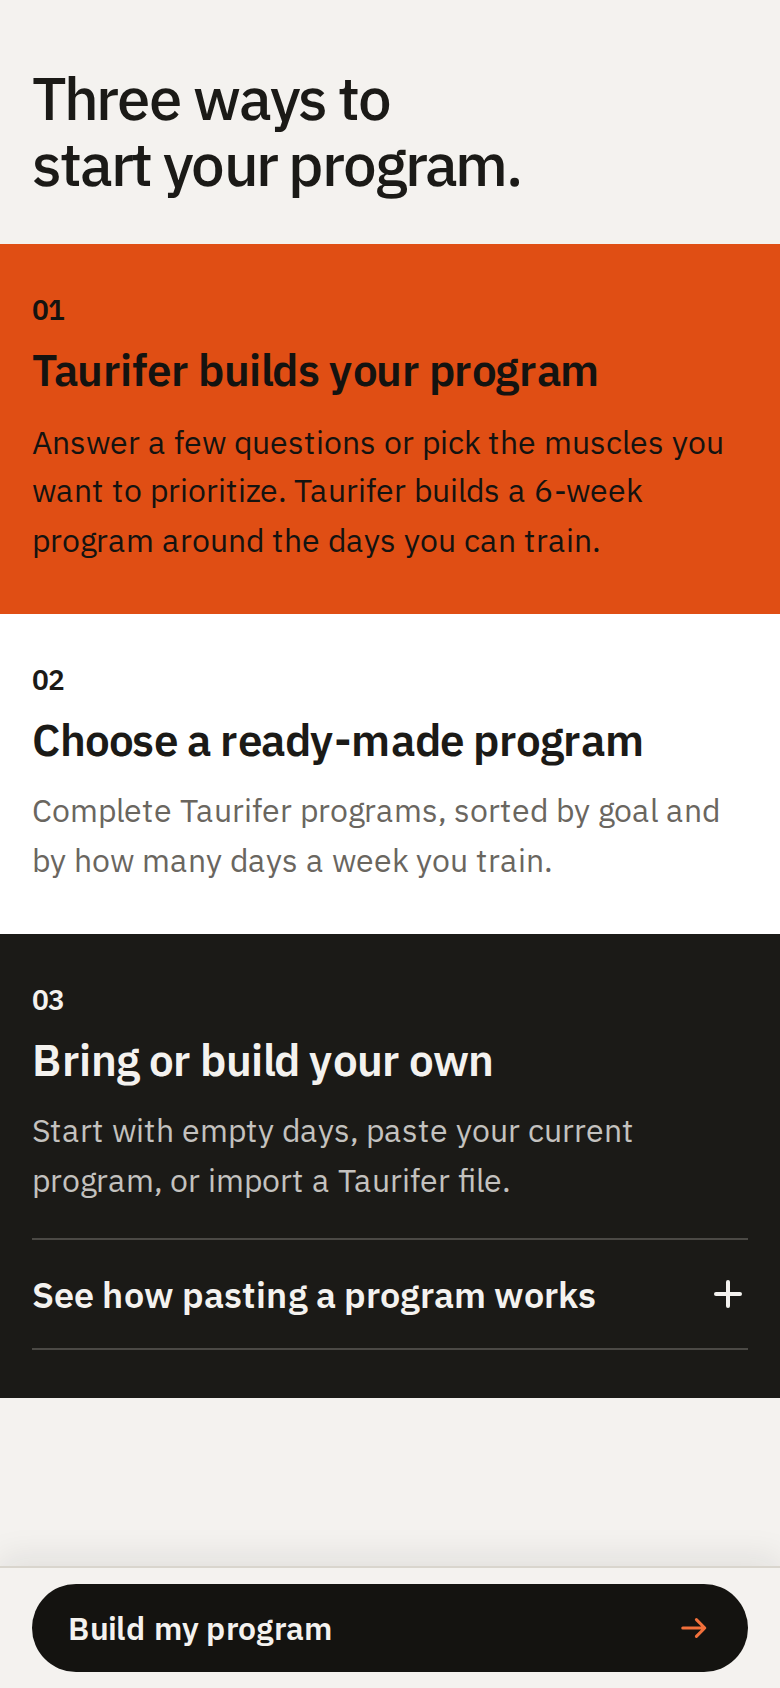 Three ways to
start your program.
01
Taurifer builds your program
Answer a few questions or pick the muscles you
want to prioritize. Taurifer builds a 6-week
program around the days you can train.
02
Choose a ready-made program
Complete Taurifer programs, sorted by goal and
by how many days a week you train.
03
Bring or build your own
Start with empty days, paste your current
program, or import a Taurifer file.
See how pasting a program works
Build my program